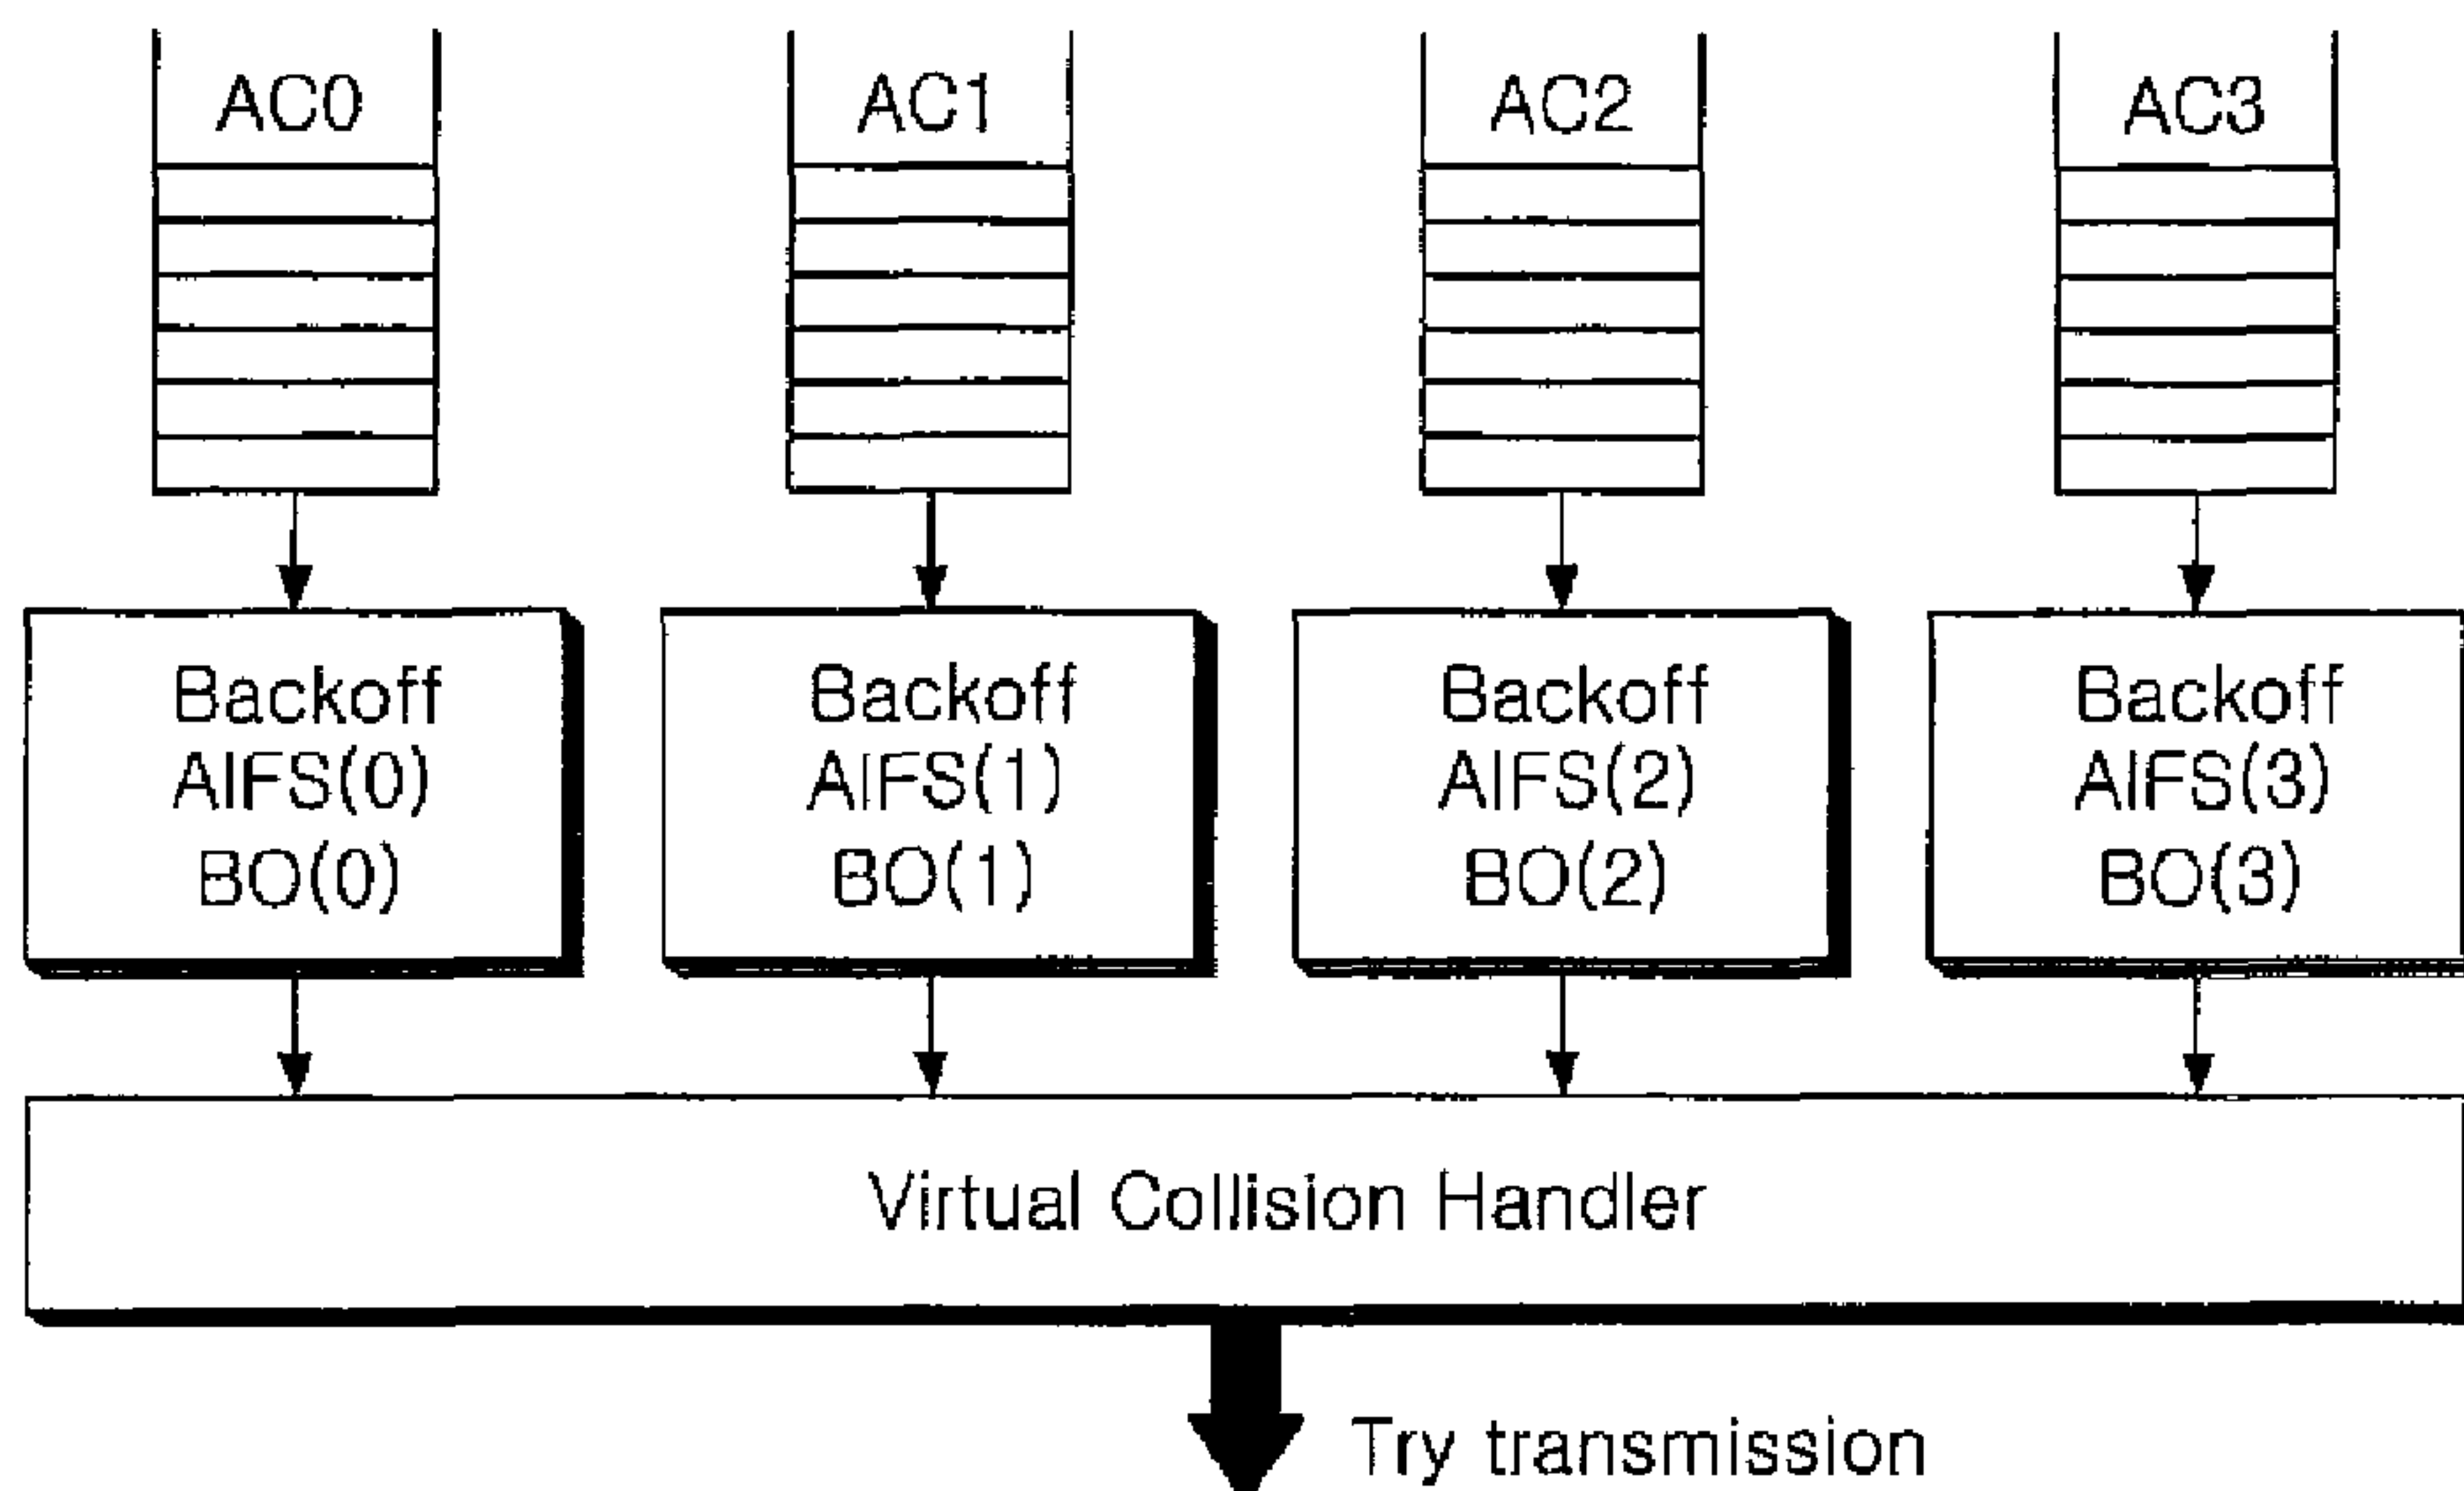 AC0 AC1 AC2 AC3
Backoff Backoff Backoff Backoff
AIFS(0) AIFS(1) AIFS(2) AIFS(3)
BO(0) BO(1) BO(2) BO(3)
Virtual Collision Handler
Try transmission